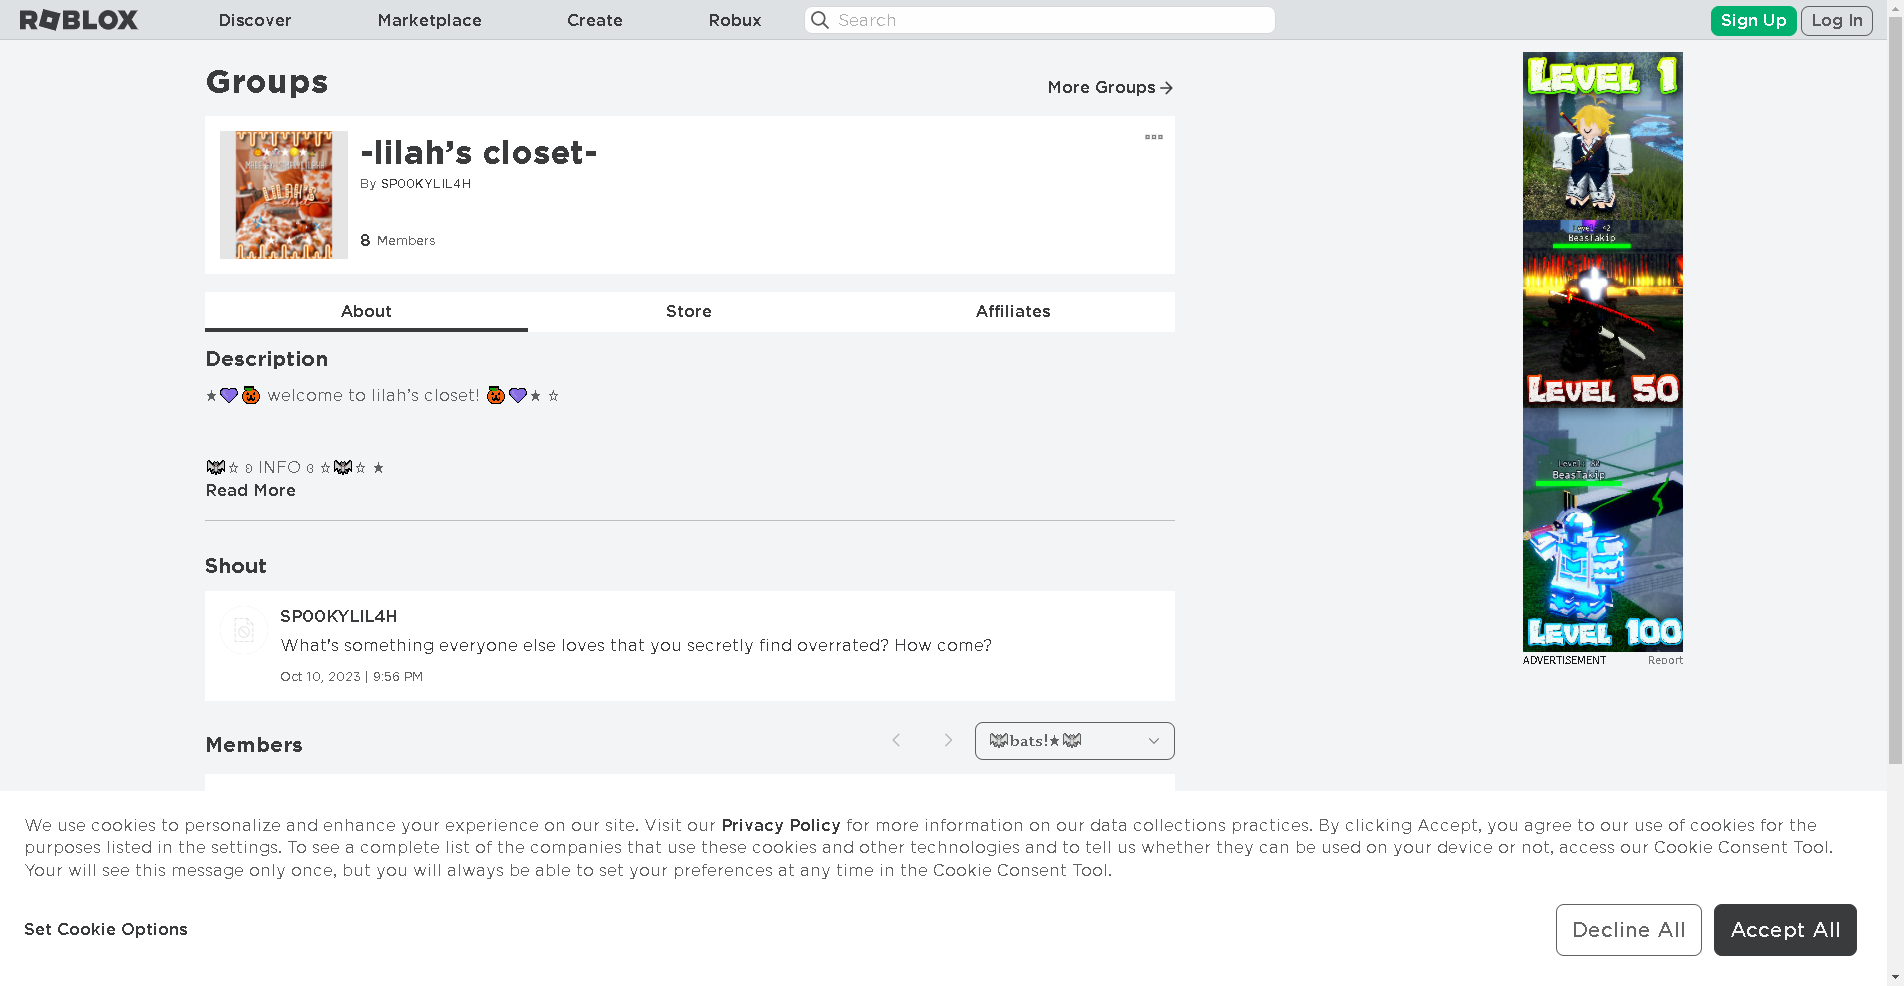 ROBLOX Discover Marketplace Create Robux Search Sign Up Log In
Groups
More Groups
-lilah’s closet-
By SP00KYLIL4H
8 Members
About Store Affiliates
Description
★💜🎃 welcome to lilah’s closet! 🎃💜★ ☆
🦇☆ ʚ INFO ɞ ☆🦇☆ ★
Read More
Shout
SP00KYLIL4H
What's something everyone else loves that you secretly find overrated? How come?
Oct 10, 2023 | 9:56 PM
Members
🦇bats!★🦇
LEVEL 1
BeasTakip
LEVEL 50
BeasTakip
LEVEL 100
ADVERTISEMENT Report
We use cookies to personalize and enhance your experience on our site. Visit our Privacy Policy for more information on our data collections practices. By clicking Accept, you agree to our use of cookies for the
purposes listed in the settings. To see a complete list of the companies that use these cookies and other technologies and to tell us whether they can be used on your device or not, access our Cookie Consent Tool.
Your will see this message only once, but you will always be able to set your preferences at any time in the Cookie Consent Tool.
Set Cookie Options
Decline All Accept All